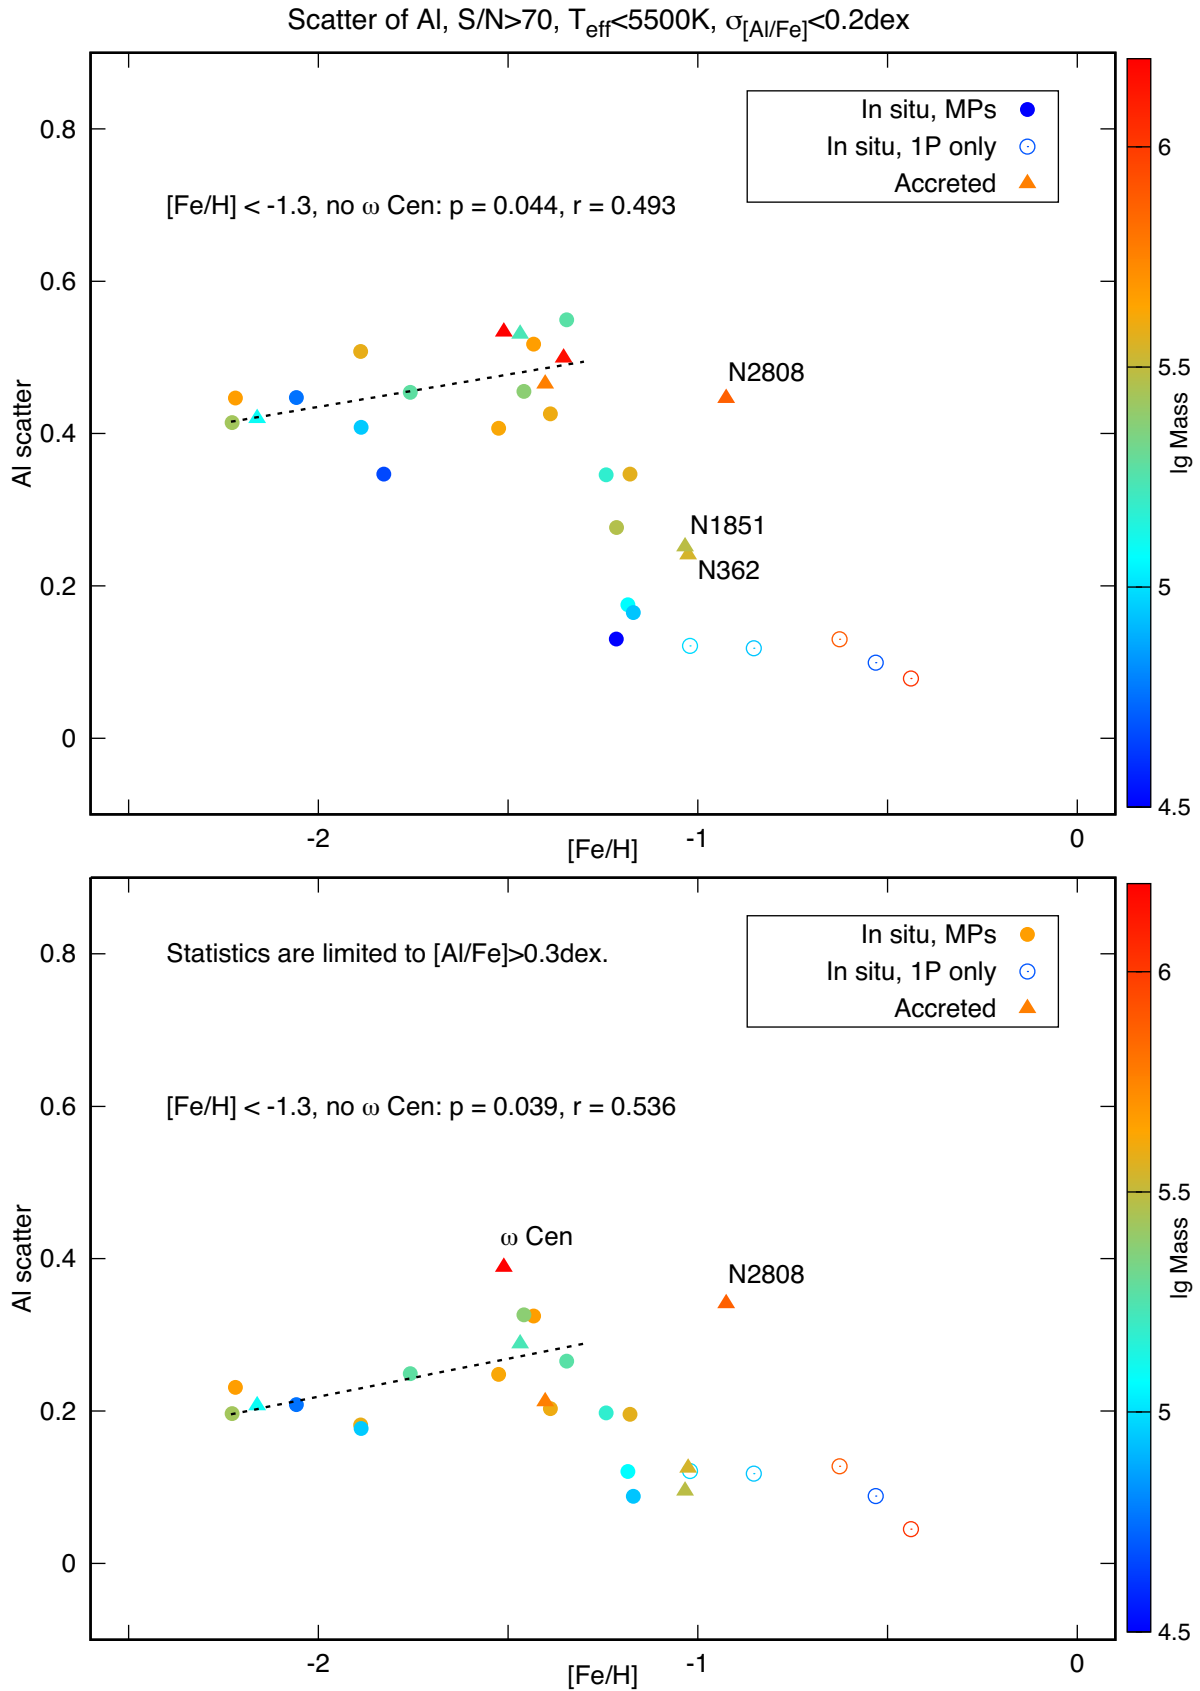 Scatter of Al, S/N>70, T_eff<5500K, σ_[Al/Fe]<0.2dex
In situ, MPs
In situ, 1P only
Accreted
[Fe/H] < -1.3, no ω Cen: p = 0.044, r = 0.493
N2808
N1851
N362
0.8
0.6
0.4
0.2
0
Al scatter
-2
-1
0
[Fe/H]
6
5.5
5
4.5
lg Mass
In situ, MPs
In situ, 1P only
Accreted
Statistics are limited to [Al/Fe]>0.3dex.
[Fe/H] < -1.3, no ω Cen: p = 0.039, r = 0.536
ω Cen
N2808
0.8
0.6
0.4
0.2
0
Al scatter
-2
-1
0
[Fe/H]
6
5.5
5
4.5
lg Mass